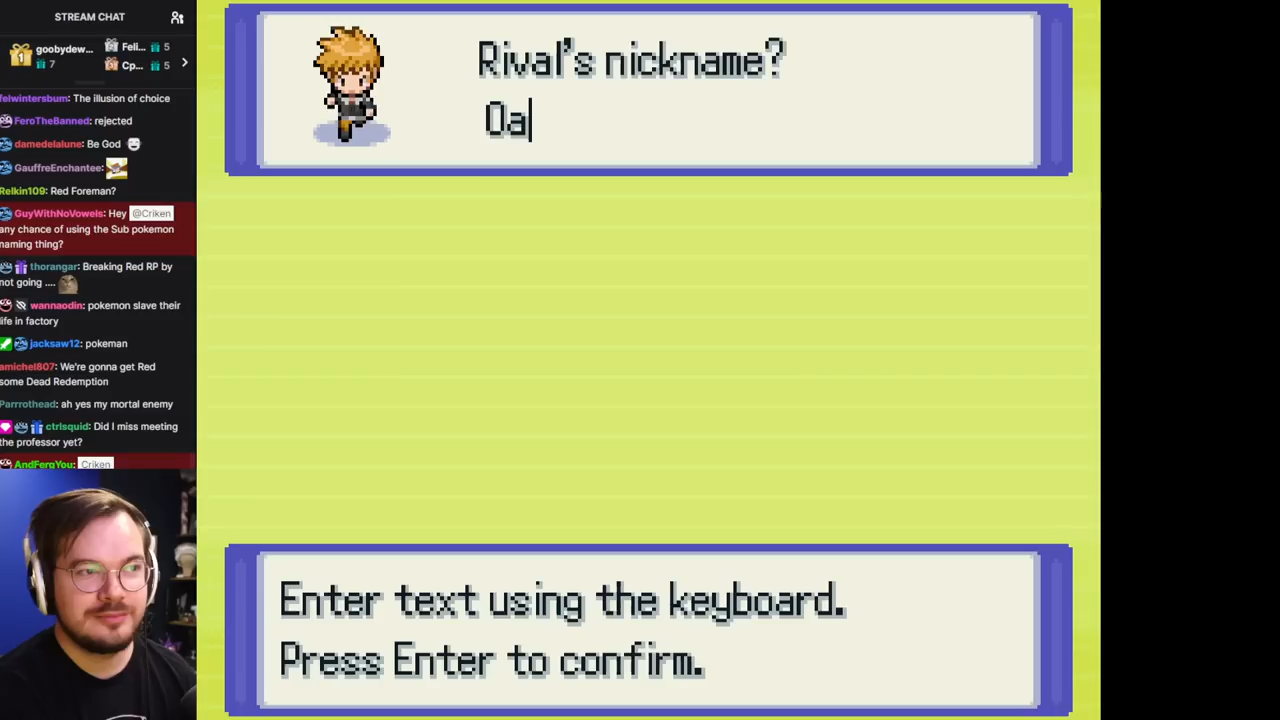 STREAM CHAT
goobydew... 7
Feli... 5
Cp... 5
felwintersbum: The illusion of choice
FeroTheBanned: rejected
damedelalune: Be God
GauffreEnchantee:
Relkin109: Red Foreman?
GuyWithNoVowels: Hey @Criken
any chance of using the Sub pokemon
naming thing?
thorangar: Breaking Red RP by
not going ....
wannaodin: pokemon slave their
life in factory
jacksaw12: pokeman
amichel807: We're gonna get Red
some Dead Redemption
Parrrothead: ah yes my mortal enemy
ctrlsquid: Did I miss meeting
the professor yet?
AndFergYou: Criken
Rival's nickname?
Oa
Enter text using the keyboard.
Press Enter to confirm.